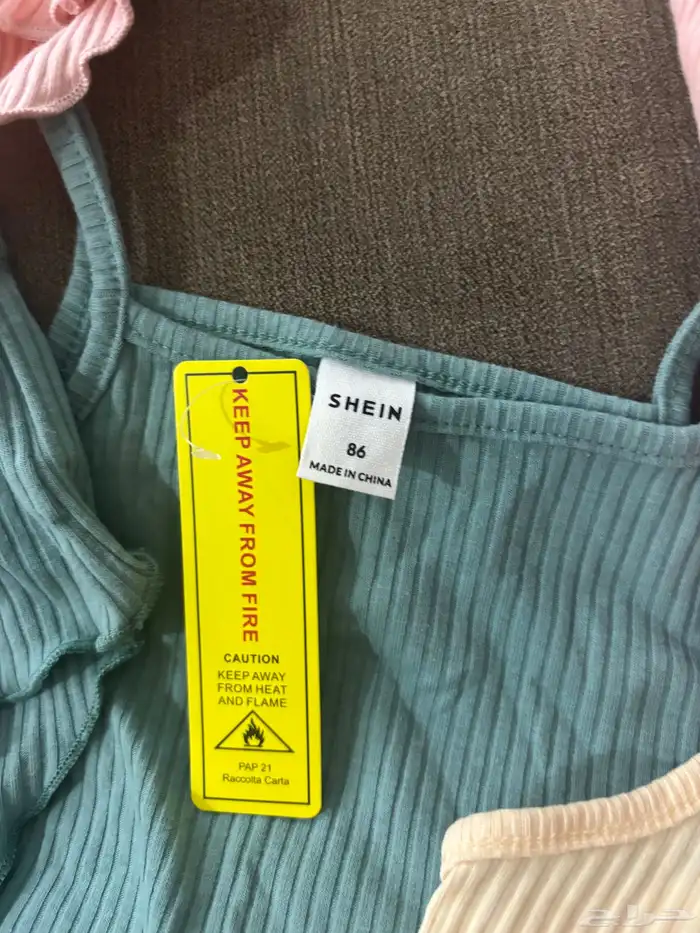 KEEP AWAY FROM FIRE
CAUTION
KEEP AWAY
FROM HEAT
AND FLAME
PAP 21
Raccolta Carta
SHEIN
86
MADE IN CHINA